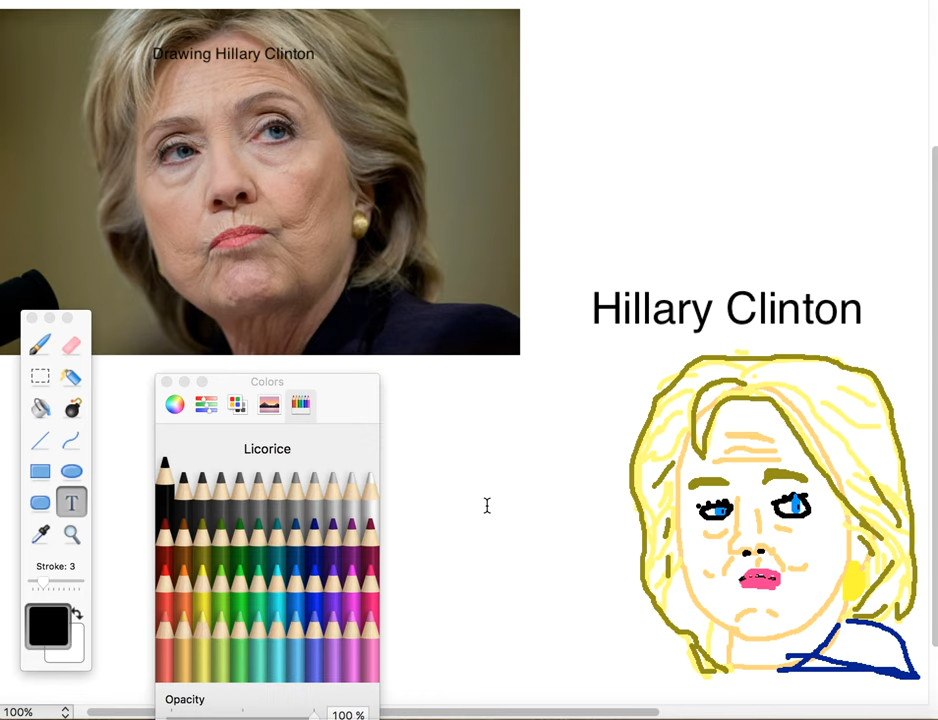 Drawing Hillary Clinton
Hillary Clinton
Colors
Licorice
T
Stroke: 3
Opacity
100%
100 %